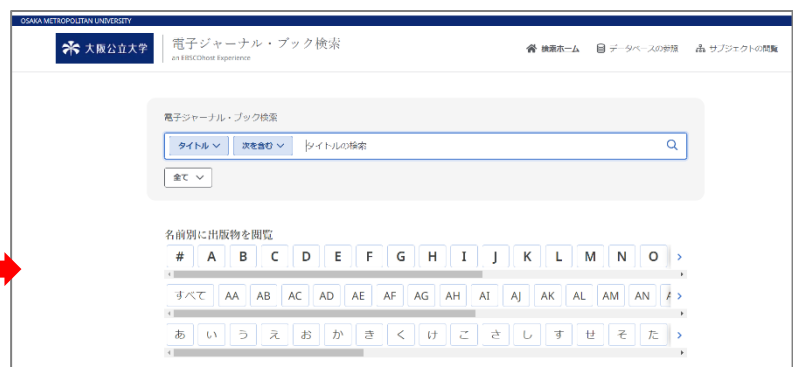 OSAKA METROPOLITAN UNIVERSITY
大阪公立大学 電子ジャーナル・ブック検索 検索ホーム データベースの参照 サブジェクトの閲覧
an EBSCOhost Experience
電子ジャーナル・ブック検索
タイトル 次を含む タイトルの検索
全て
名前別に出版物を閲覧
# A B C D E F G H I J K L M N O
すべて AA AB AC AD AE AF AG AH AI AJ AK AL AM AN
あ い う え お か き く け こ さ し す せ そ た